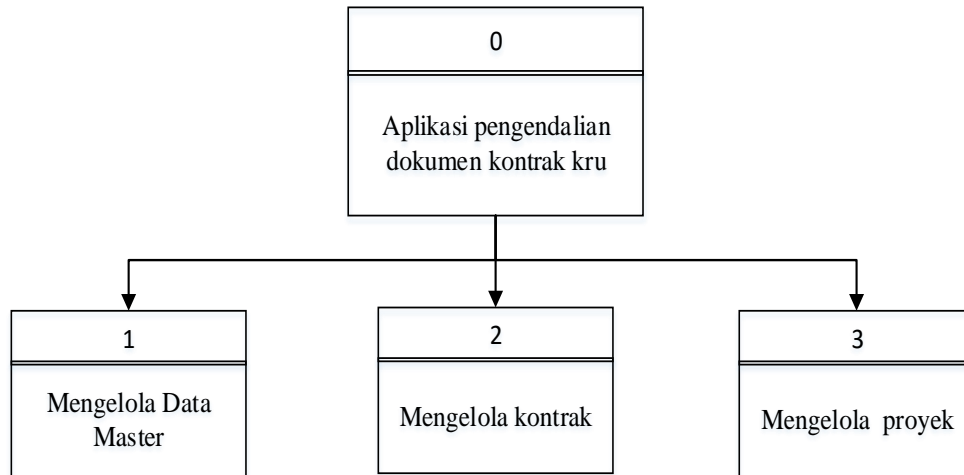 0
Aplikasi pengendalian
dokumen kontrak kru
1
Mengelola Data
Master
2
Mengelola kontrak
3
Mengelola proyek